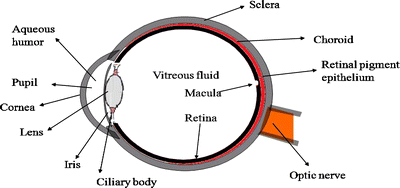 Sclera
Aqueous
humor
Choroid
Retinal pigment
epithelium
Vitreous fluid
Pupil
Macula
Cornea
Lens
Retina
Iris
Optic nerve
Ciliary body